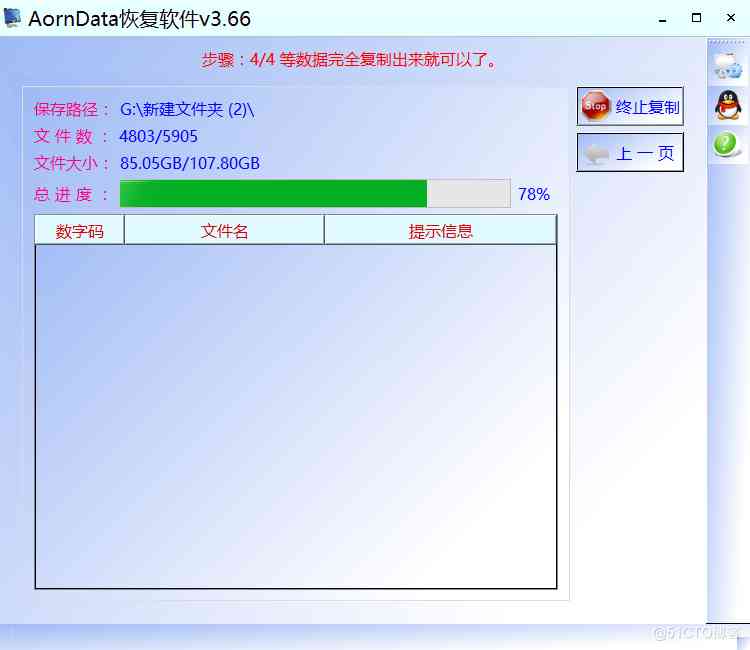 AornData恢复软件v3.66
步骤：4/4 等数据完全复制出来就可以了。
保存路径： G:\新建文件夹 (2)\
终止复制
文 件 数 ： 4803/5905
上 一 页
文件大小： 85.05GB/107.80GB
总 进 度 ： 78%
数字码 文件名 提示信息
@51CTO博客